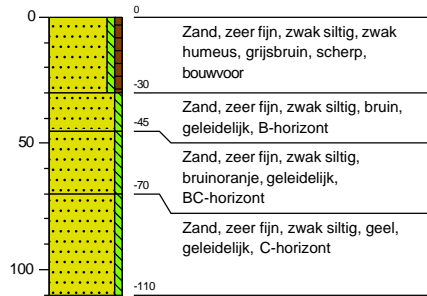 0
0
Zand, zeer fijn, zwak siltig, zwak
humeus, grijsbruin, scherp,
bouwvoor
-30
Zand, zeer fijn, zwak siltig, bruin,
geleidelijk, B-horizont
-45
50
Zand, zeer fijn, zwak siltig,
bruinoranje, geleidelijk,
BC-horizont
-70
Zand, zeer fijn, zwak siltig, geel,
geleidelijk, C-horizont
100
-110